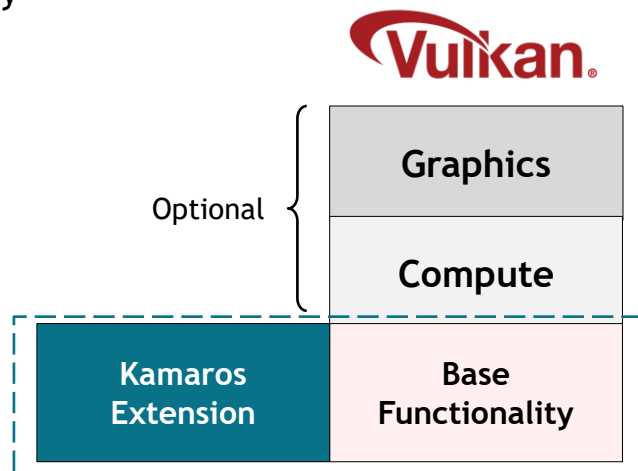 y
Vulkan®
Graphics
Optional
Compute
Kamaros
Extension
Base
Functionality